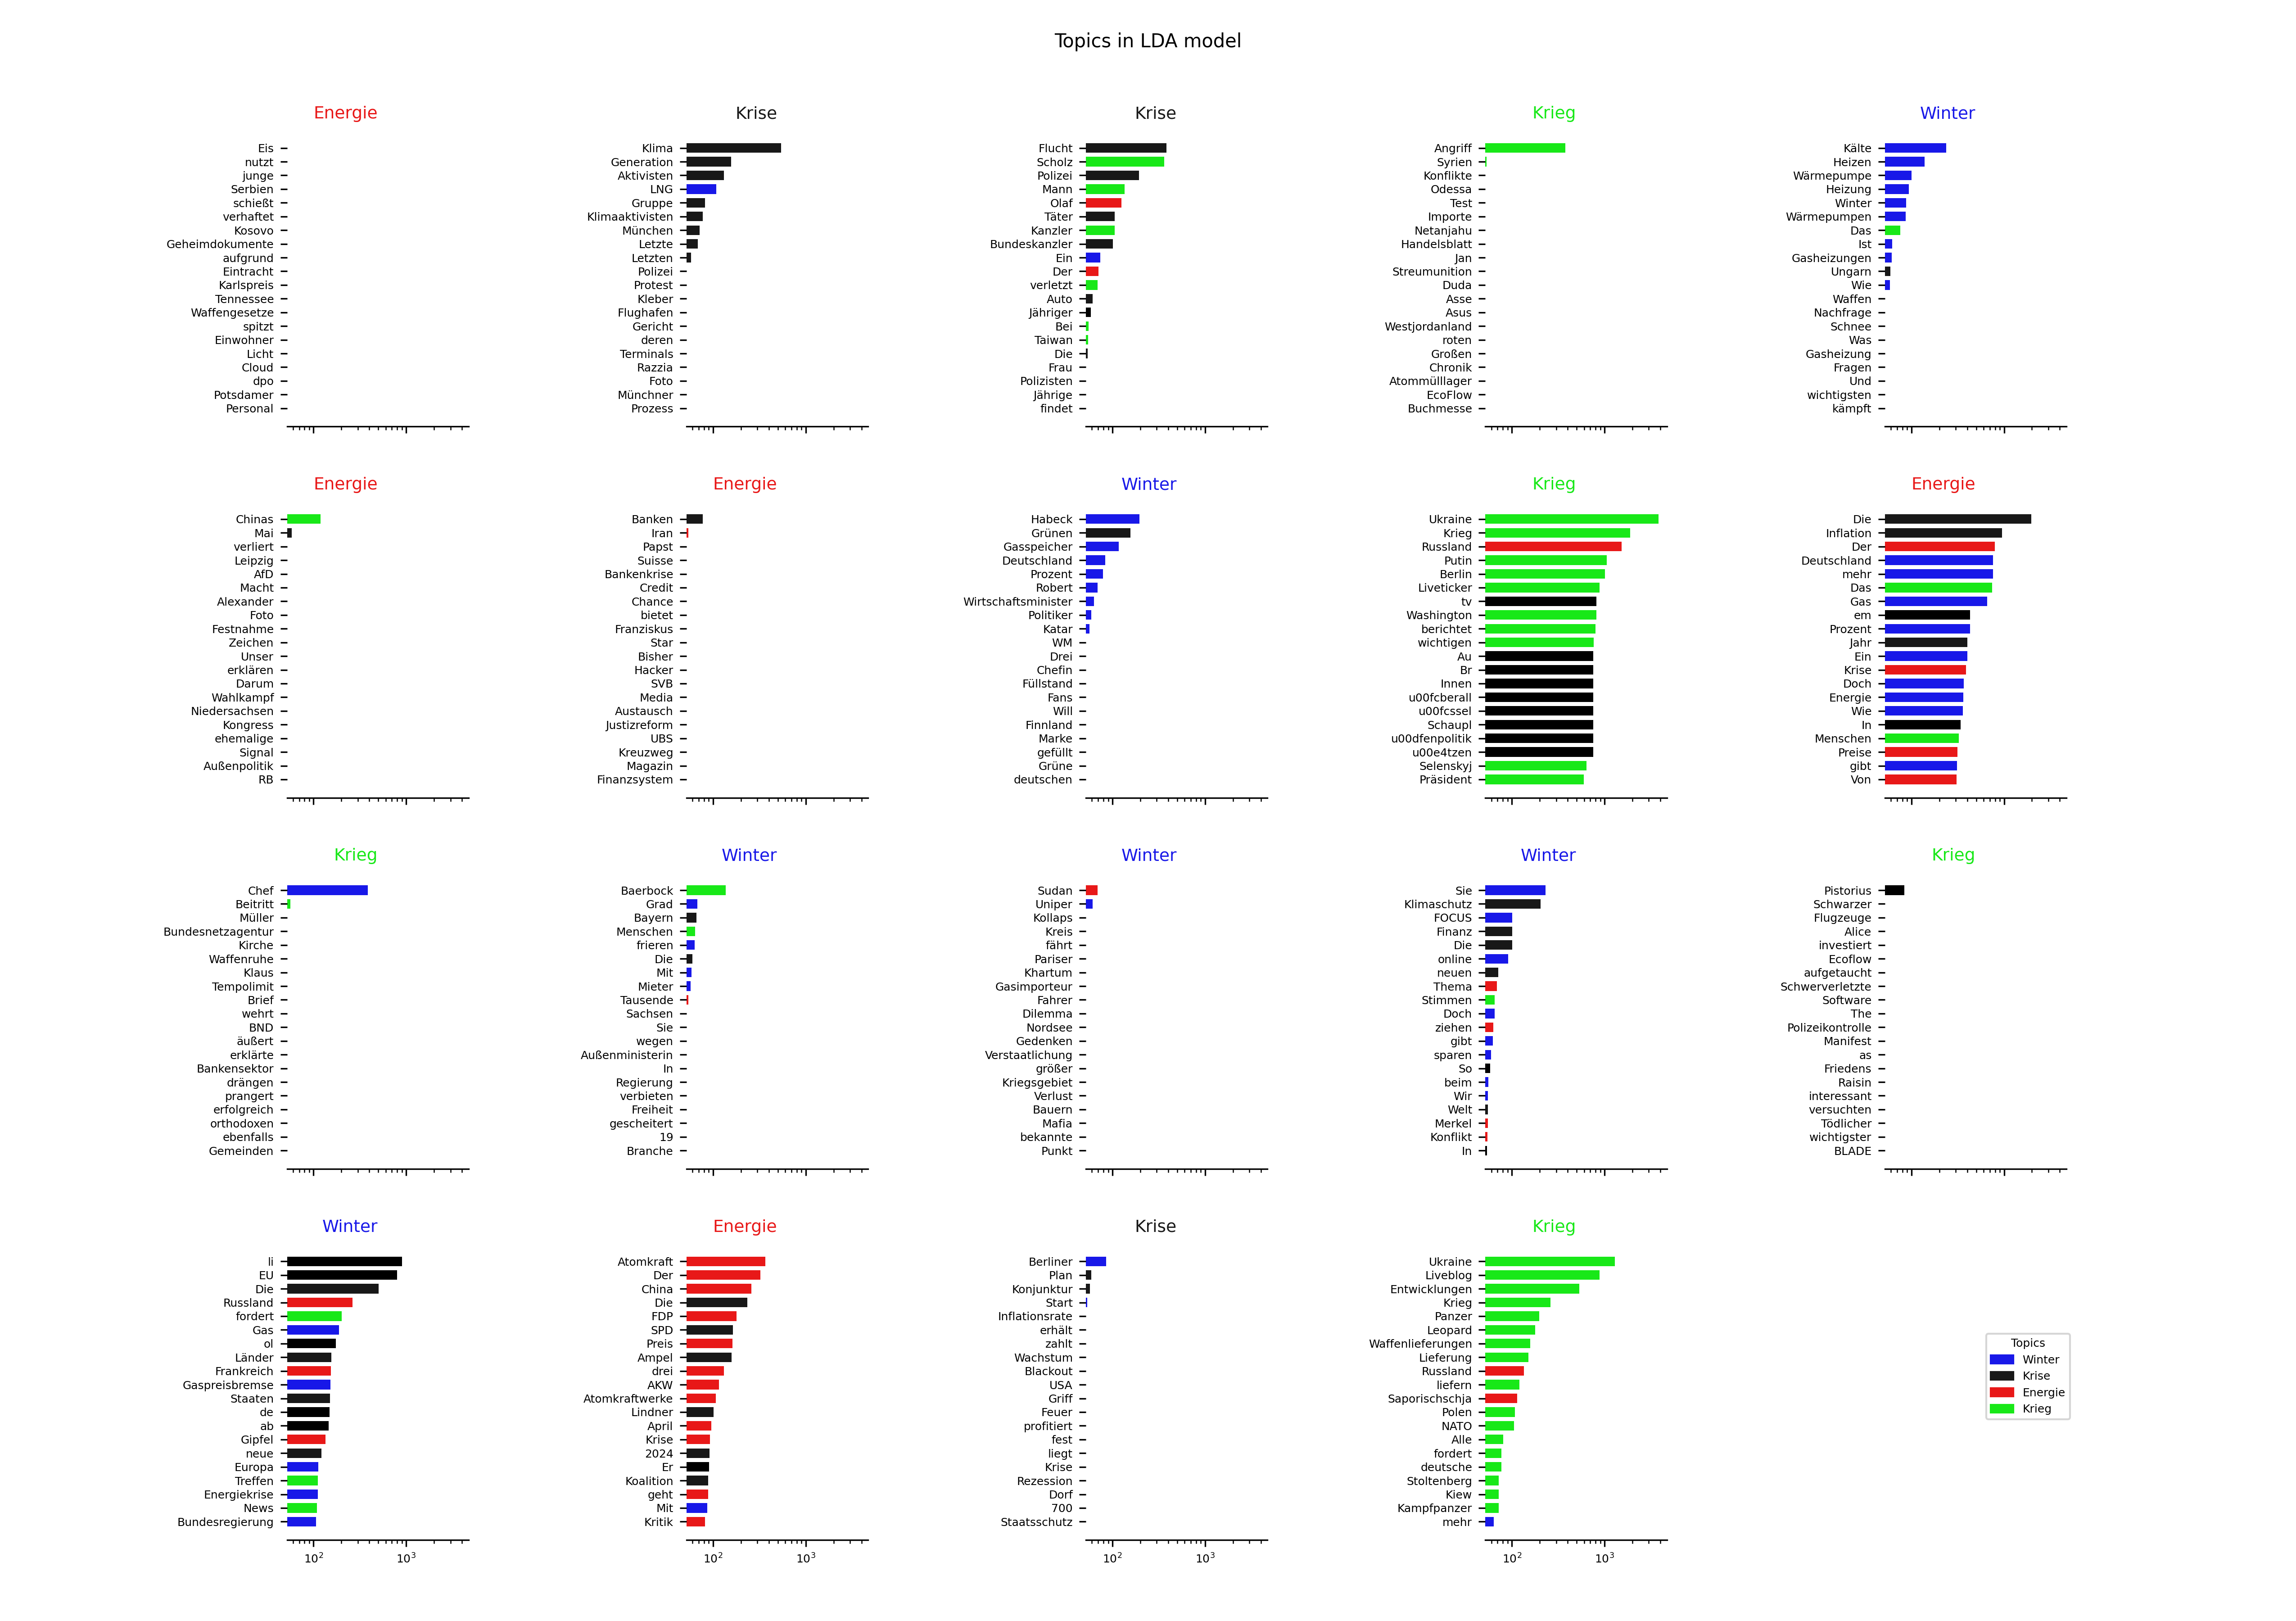 Topics in LDA model
Energie
Eis
nutzt
junge
Serbien
schießt
verhaftet
Kosovo
Geheimdokumente
aufgrund
Eintracht
Karlspreis
Tennessee
Waffengesetze
spitzt
Einwohner
Licht
Cloud
dpo
Potsdamer
Personal
Krise
Klima
Generation
Aktivisten
LNG
Gruppe
Klimaaktivisten
München
Letzte
Letzten
Polizei
Protest
Kleber
Flughafen
Gericht
deren
Terminals
Razzia
Foto
Münchner
Prozess
Krise
Flucht
Scholz
Polizei
Mann
Olaf
Täter
Kanzler
Bundeskanzler
Ein
Der
verletzt
Auto
Jähriger
Bei
Taiwan
Die
Frau
Polizisten
Jährige
findet
Krieg
Angriff
Syrien
Konflikte
Odessa
Test
Importe
Netanjahu
Handelsblatt
Jan
Streumunition
Duda
Asse
Asus
Westjordanland
roten
Großen
Chronik
Atommülllager
EcoFlow
Buchmesse
Winter
Kälte
Heizen
Wärmepumpe
Heizung
Winter
Wärmepumpen
Das
Ist
Gasheizungen
Ungarn
Wie
Waffen
Nachfrage
Schnee
Was
Gasheizung
Fragen
Und
wichtigsten
kämpft
Energie
Chinas
Mai
verliert
Leipzig
AfD
Macht
Alexander
Foto
Festnahme
Zeichen
Unser
erklären
Darum
Wahlkampf
Niedersachsen
Kongress
ehemalige
Signal
Außenpolitik
RB
Energie
Banken
Iran
Papst
Suisse
Bankenkrise
Credit
Chance
bietet
Franziskus
Star
Bisher
Hacker
SVB
Media
Austausch
Justizreform
UBS
Kreuzweg
Magazin
Finanzsystem
Winter
Habeck
Grünen
Gasspeicher
Deutschland
Prozent
Robert
Wirtschaftsminister
Politiker
Katar
WM
Drei
Chefin
Füllstand
Fans
Will
Finnland
Marke
gefüllt
Grüne
deutschen
Krieg
Ukraine
Krieg
Russland
Putin
Berlin
Liveticker
tv
Washington
berichtet
wichtigen
Au
Br
Innen
u00fcberall
u00fcssel
Schaupl
u00dfenpolitik
u00e4tzen
Selenskyj
Präsident
Energie
Die
Inflation
Der
Deutschland
mehr
Das
Gas
em
Prozent
Jahr
Ein
Krise
Doch
Energie
Wie
In
Menschen
Preise
gibt
Von
Krieg
Chef
Beitritt
Müller
Bundesnetzagentur
Kirche
Waffenruhe
Klaus
Tempolimit
Brief
wehrt
BND
äußert
erklärte
Bankensektor
drängen
prangert
erfolgreich
orthodoxen
ebenfalls
Gemeinden
Winter
Baerbock
Grad
Bayern
Menschen
frieren
Die
Mit
Mieter
Tausende
Sachsen
Sie
wegen
Außenministerin
In
Regierung
verbieten
Freiheit
gescheitert
19
Branche
Winter
Sudan
Uniper
Kollaps
Kreis
fährt
Pariser
Khartum
Gasimporteur
Fahrer
Dilemma
Nordsee
Gedenken
Verstaatlichung
größer
Kriegsgebiet
Verlust
Bauern
Mafia
bekannte
Punkt
Winter
Sie
Klimaschutz
FOCUS
Finanz
Die
online
neuen
Thema
Stimmen
Doch
ziehen
gibt
sparen
So
beim
Wir
Welt
Merkel
Konflikt
In
Krieg
Pistorius
Schwarzer
Flugzeuge
Alice
investiert
Ecoflow
aufgetaucht
Schwerverletzte
Software
The
Polizeikontrolle
Manifest
as
Friedens
Raisin
interessant
versuchten
Tödlicher
wichtigster
BLADE
Winter
li
EU
Die
Russland
fordert
Gas
ol
Länder
Frankreich
Gaspreisbremse
Staaten
de
ab
Gipfel
neue
Europa
Treffen
Energiekrise
News
Bundesregierung
10² 10³
Energie
Atomkraft
Der
China
Die
FDP
SPD
Preis
Ampel
drei
AKW
Atomkraftwerke
Lindner
April
Krise
2024
Er
Koalition
geht
Mit
Kritik
10² 10³
Krise
Berliner
Plan
Konjunktur
Start
Inflationsrate
erhält
zahlt
Wachstum
Blackout
USA
Griff
Feuer
profitiert
fest
liegt
Krise
Rezession
Dorf
700
Staatsschutz
10² 10³
Krieg
Ukraine
Liveblog
Entwicklungen
Krieg
Panzer
Leopard
Waffenlieferungen
Lieferung
Russland
liefern
Saporischschja
Polen
NATO
Alle
fordert
deutsche
Stoltenberg
Kiew
Kampfpanzer
mehr
10² 10³
Topics
Winter
Krise
Energie
Krieg